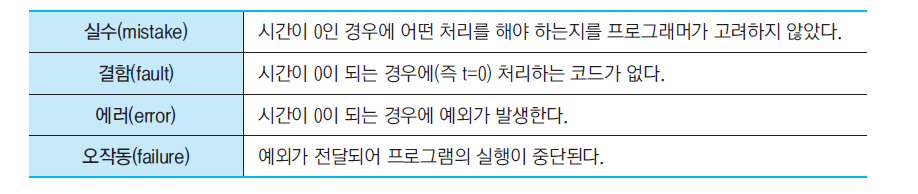 실수(mistake) 시간이 0인 경우에 어떤 처리를 해야 하는지를 프로그래머가 고려하지 않았다.
결함(fault) 시간이 0이 되는 경우에(즉 t=0) 처리하는 코드가 없다.
에러(error) 시간이 0이 되는 경우에 예외가 발생한다.
오작동(failure) 예외가 전달되어 프로그램의 실행이 중단된다.